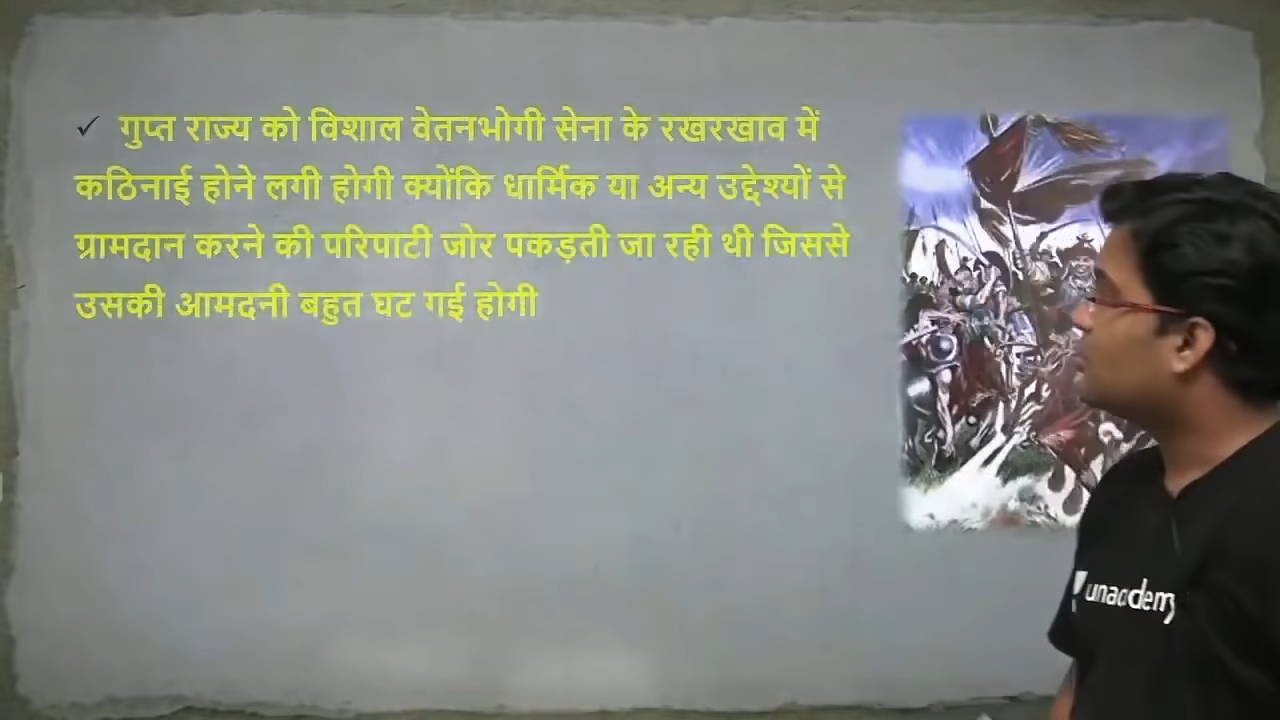 ✓ गुप्त राज्य को विशाल वेतनभोगी सेना के रखरखाव में
कठिनाई होने लगी होगी क्योंकि धार्मिक या अन्य उद्देश्यों से
ग्रामदान करने की परिपाटी जोर पकड़ती जा रही थी जिससे
उसकी आमदनी बहुत घट गई होगी
unacademy